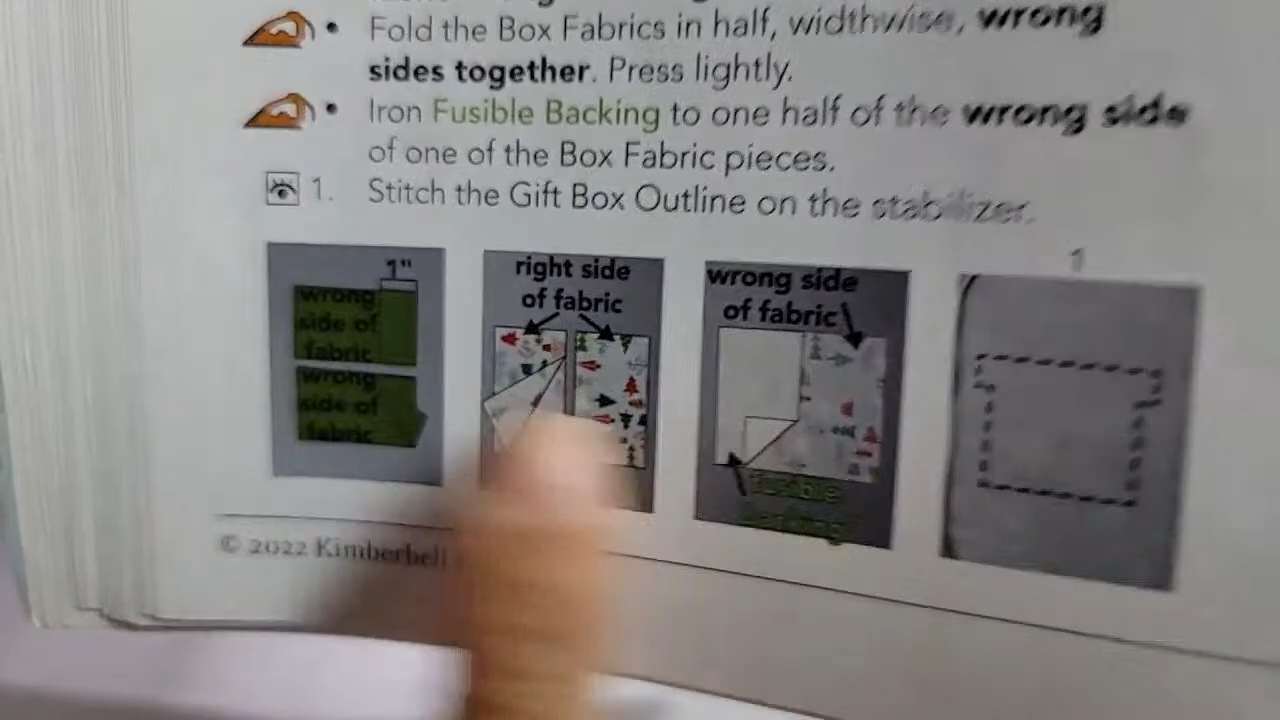 Fold the Box Fabrics in half, widthwise, wrong
sides together. Press lightly.
Iron Fusible Backing to one half of the wrong side
of one of the Box Fabric pieces.
1. Stitch the Gift Box Outline on the stabilizer.
1"
wrong
side of
fabric
wrong
side of
fabric
right side
of fabric
wrong side
of fabric
fusible
backing
1
© 2022 Kimberbell